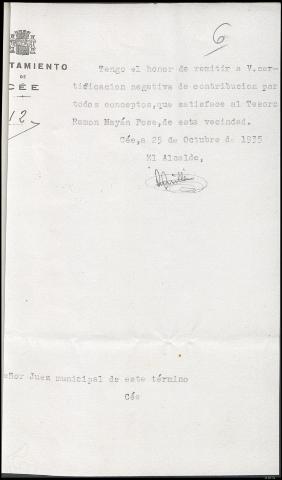 6
TAMIENTO
DE
CÉE
12
Tengo el honor de remitir a V.cer-
tificacion negativa de contribucion por
todos conceptos,que satisface al Tesoro
Ramon Mayán Pose,de esta vecindad.
Cée,a 25 de Octubre de 1935
El Alcalde,
eñor Juez municipal de este término
Cée